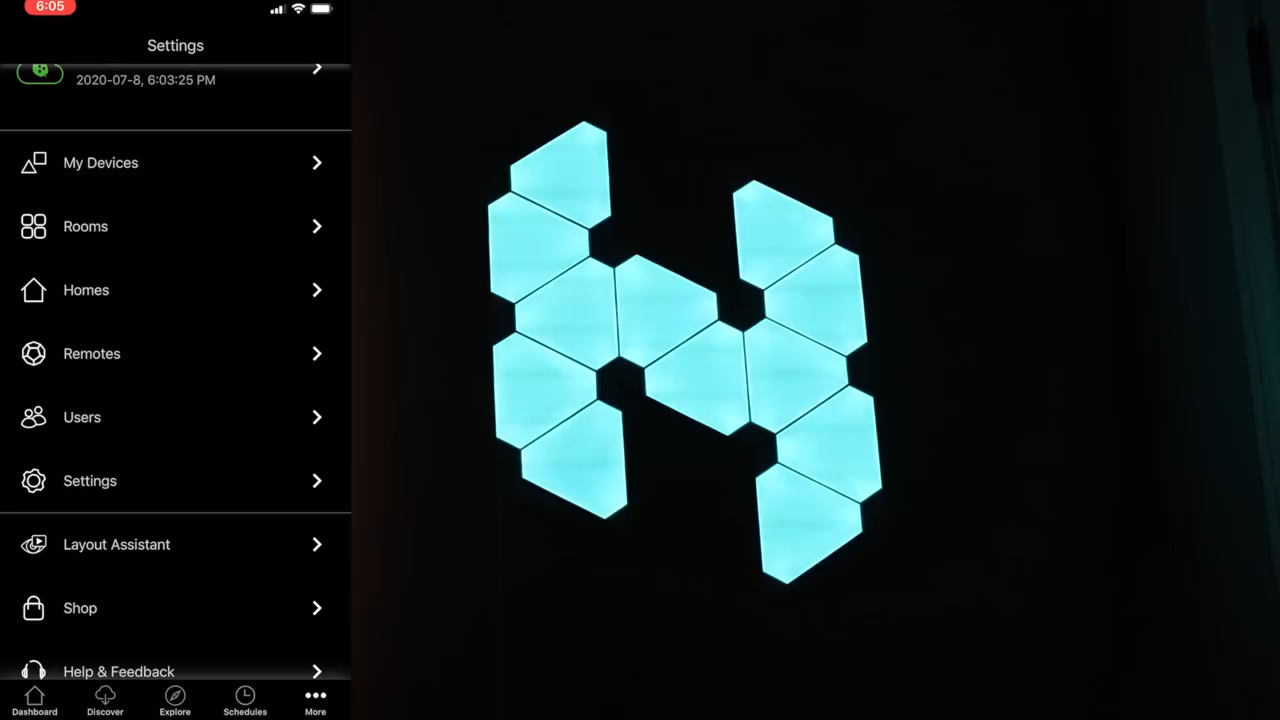 6:05
Settings
2020-07-8, 6:03:25 PM
My Devices
Rooms
Homes
Remotes
Users
Settings
Layout Assistant
Shop
Help & Feedback
Dashboard Discover Explore Schedules More